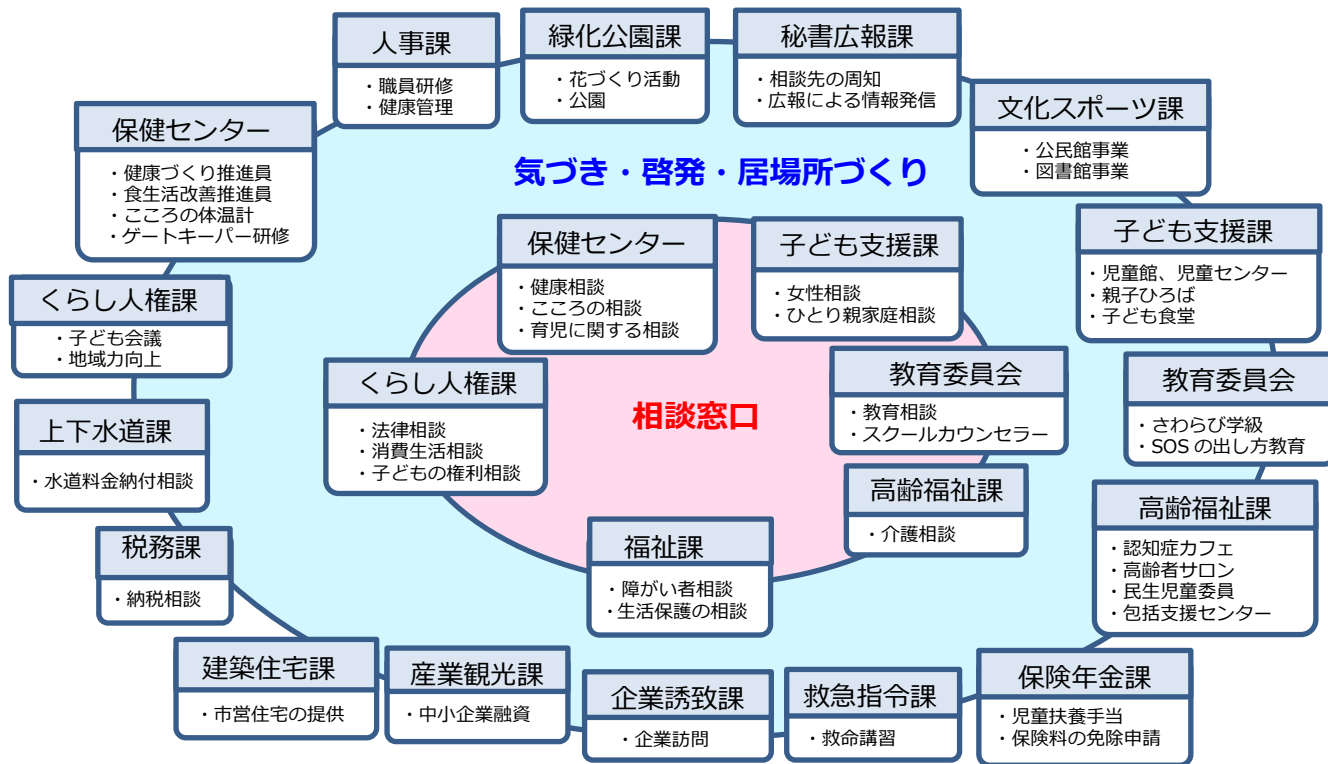 人事課
・職員研修
・健康管理
緑化公園課
・花づくり活動
・公園
秘書広報課
・相談先の周知
・広報による情報発信
文化スポーツ課
・公民館事業
・図書館事業
保健センター
・健康づくり推進員
・食生活改善推進員
・こころの体温計
・ゲートキーパー研修
気づき・啓発・居場所づくり
子ども支援課
・児童館、児童センター
・親子ひろば
・子ども食堂
保健センター
・健康相談
・こころの相談
・育児に関する相談
子ども支援課
・女性相談
・ひとり親家庭相談
くらし人権課
・子ども会議
・地域力向上
くらし人権課
・法律相談
・消費生活相談
・子どもの権利相談
相談窓口
教育委員会
・教育相談
・スクールカウンセラー
教育委員会
・さわらび学級
・SOSの出し方教育
上下水道課
・水道料金納付相談
高齢福祉課
・介護相談
高齢福祉課
・認知症カフェ
・高齢者サロン
・民生児童委員
・包括支援センター
税務課
・納税相談
福祉課
・障がい者相談
・生活保護の相談
建築住宅課
・市営住宅の提供
産業観光課
・中小企業融資
企業誘致課
・企業訪問
救急指令課
・救命講習
保険年金課
・児童扶養手当
・保険料の免除申請